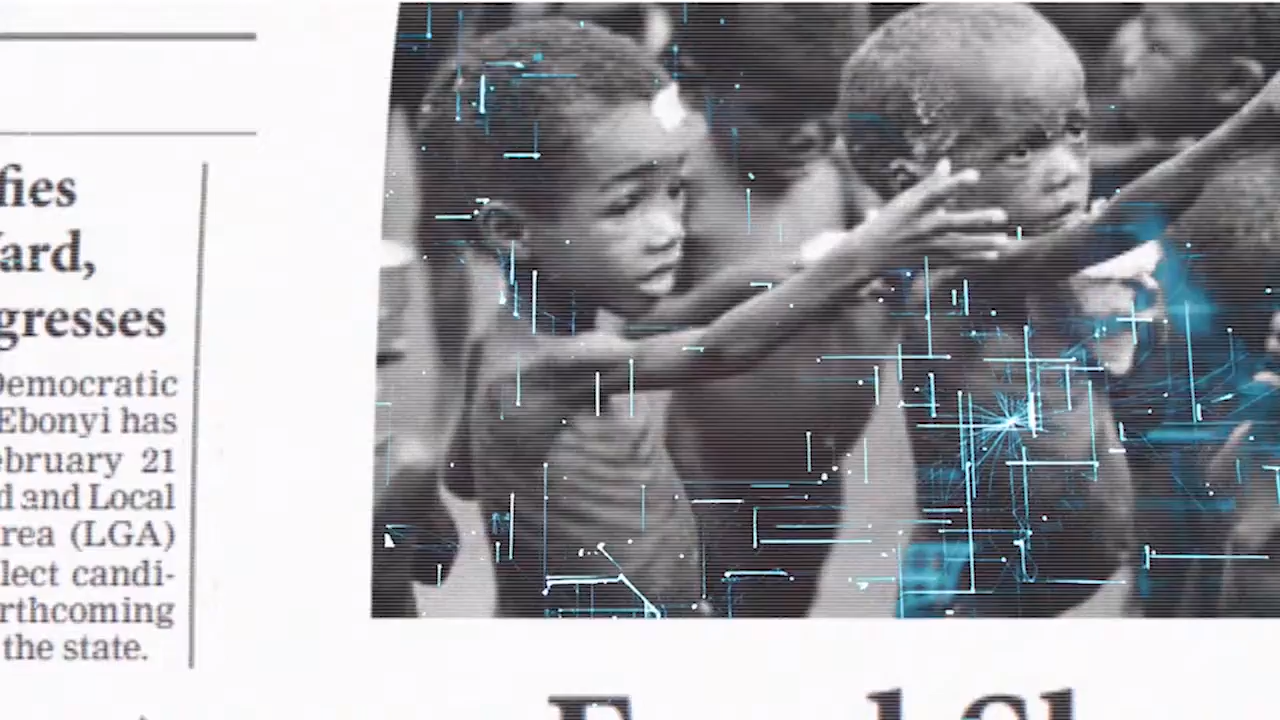 fies
ard,
gresses
Democratic
Ebonyi has
ebruary 21
d and Local
rea (LGA)
lect candi-
rthcoming
the state.